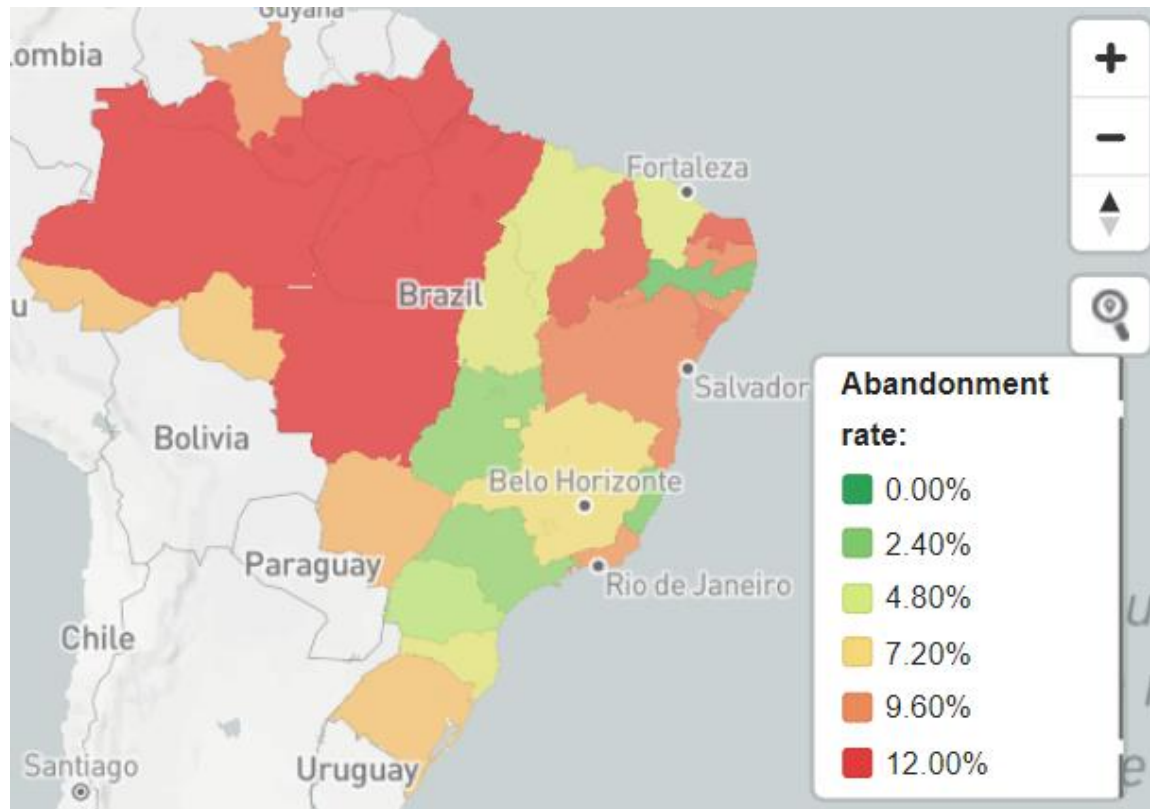 Guyana
lombia
Fortaleza
Brazil
u
Salvador
Bolivia
Belo Horizonte
Paraguay
Rio de Janeiro
Chile
Santiago
Uruguay
+
−
Abandonment
rate:
0.00%
2.40%
4.80%
7.20%
9.60%
12.00%
u
e